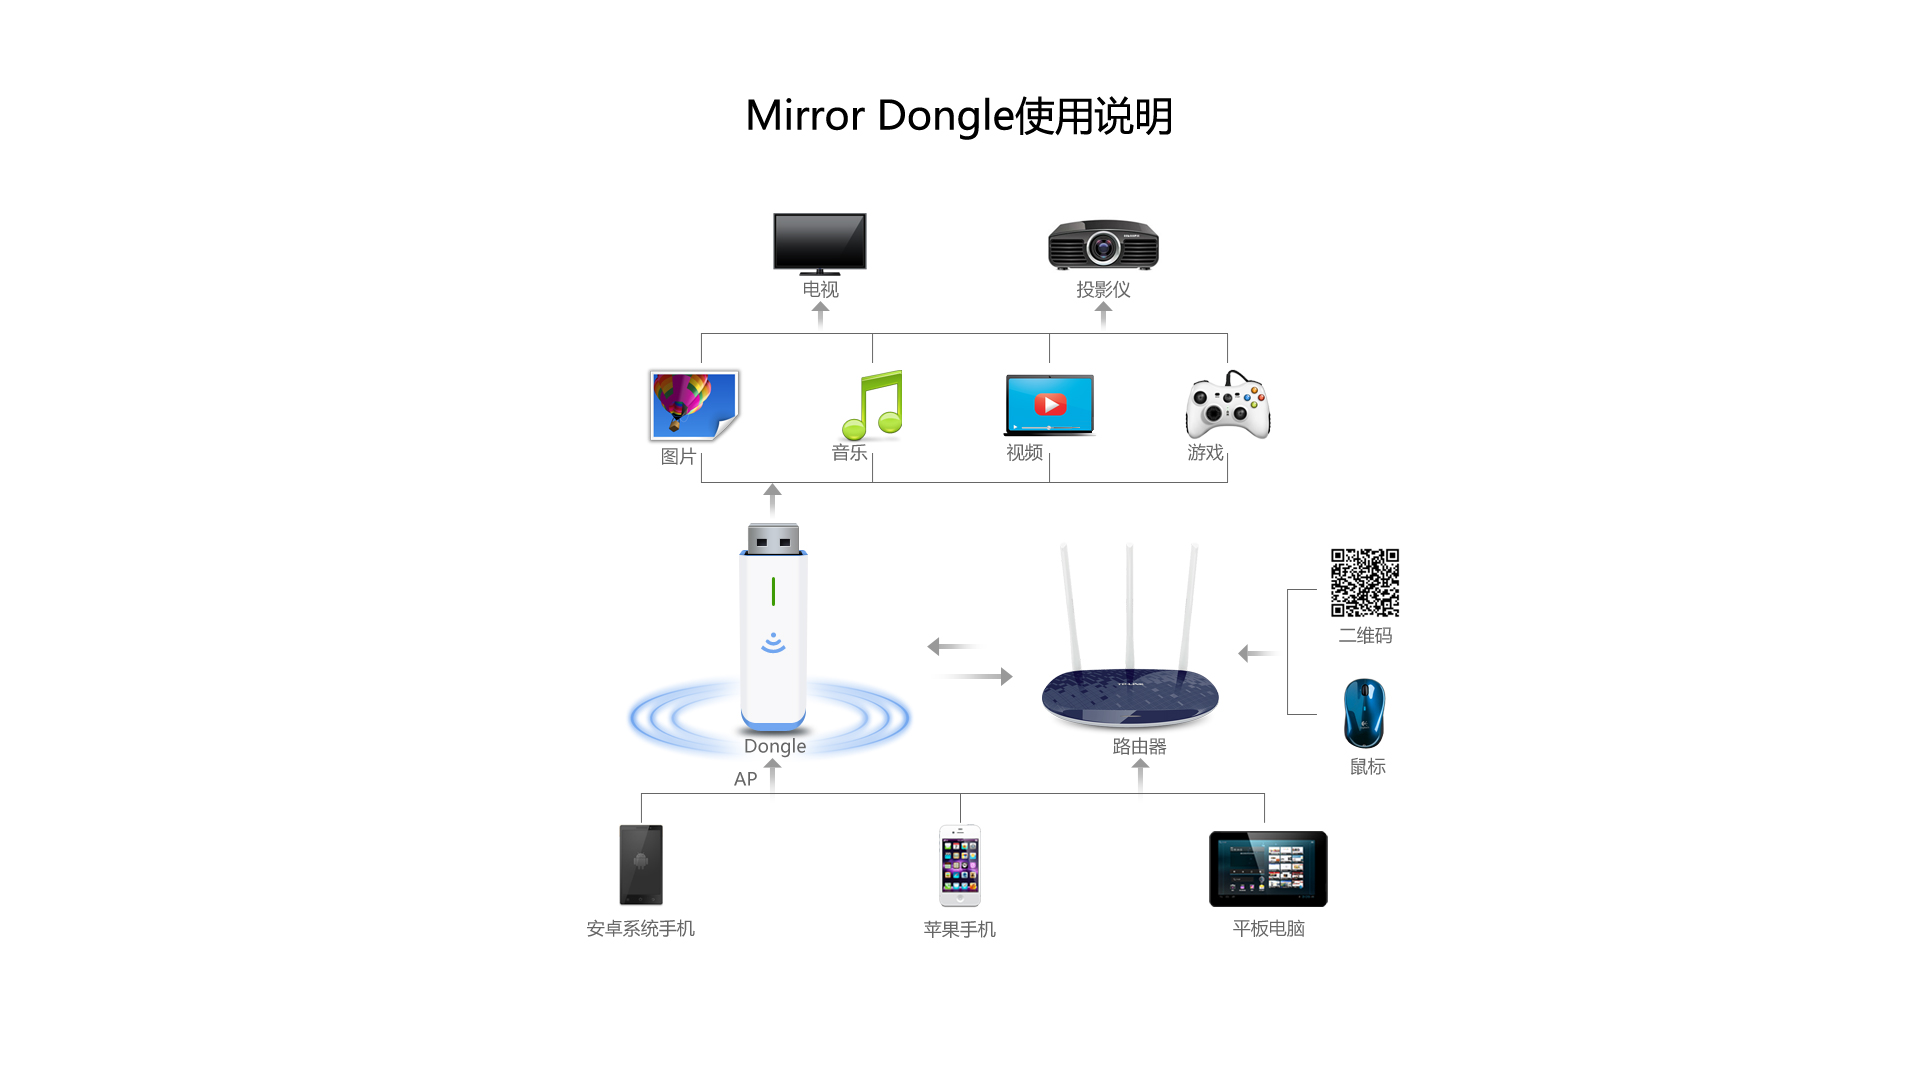 Mirror Dongle使用说明
电视
投影仪
图片
音乐
视频
游戏
二维码
Dongle
路由器
鼠标
AP
安卓系统手机
苹果手机
平板电脑